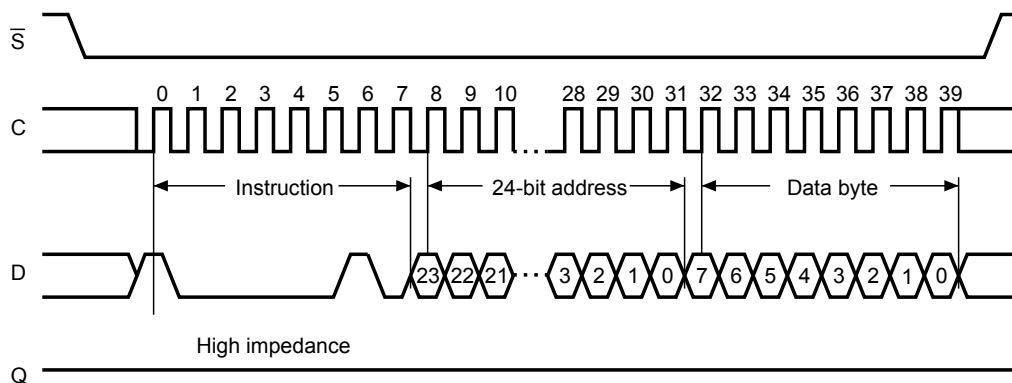 S
C
0 1 2 3 4 5 6 7 8 9 10 28 29 30 31 32 33 34 35 36 37 38 39
Instruction 24-bit address Data byte
D
23 22 21 3 2 1 0 7 6 5 4 3 2 1 0
High impedance
Q